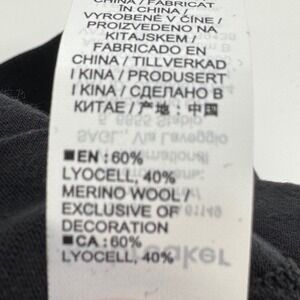 CHINA / FABRICAT
ÎN CHINA /
VYROBENÉ V ČÍNE /
PROIZVEDENO NA
KITAJSKEM /
FABRICADO EN
CHINA / TILLVERKAD
I KINA / PRODUSERT
I KINA / СДЕЛАНО В
КИТАЕ / 产地：中国
■EN: 60%
LYOCELL, 40%
MERINO WOOL /
EXCLUSIVE OF
DECORATION
■CA: 60%
LYOCELL, 40%